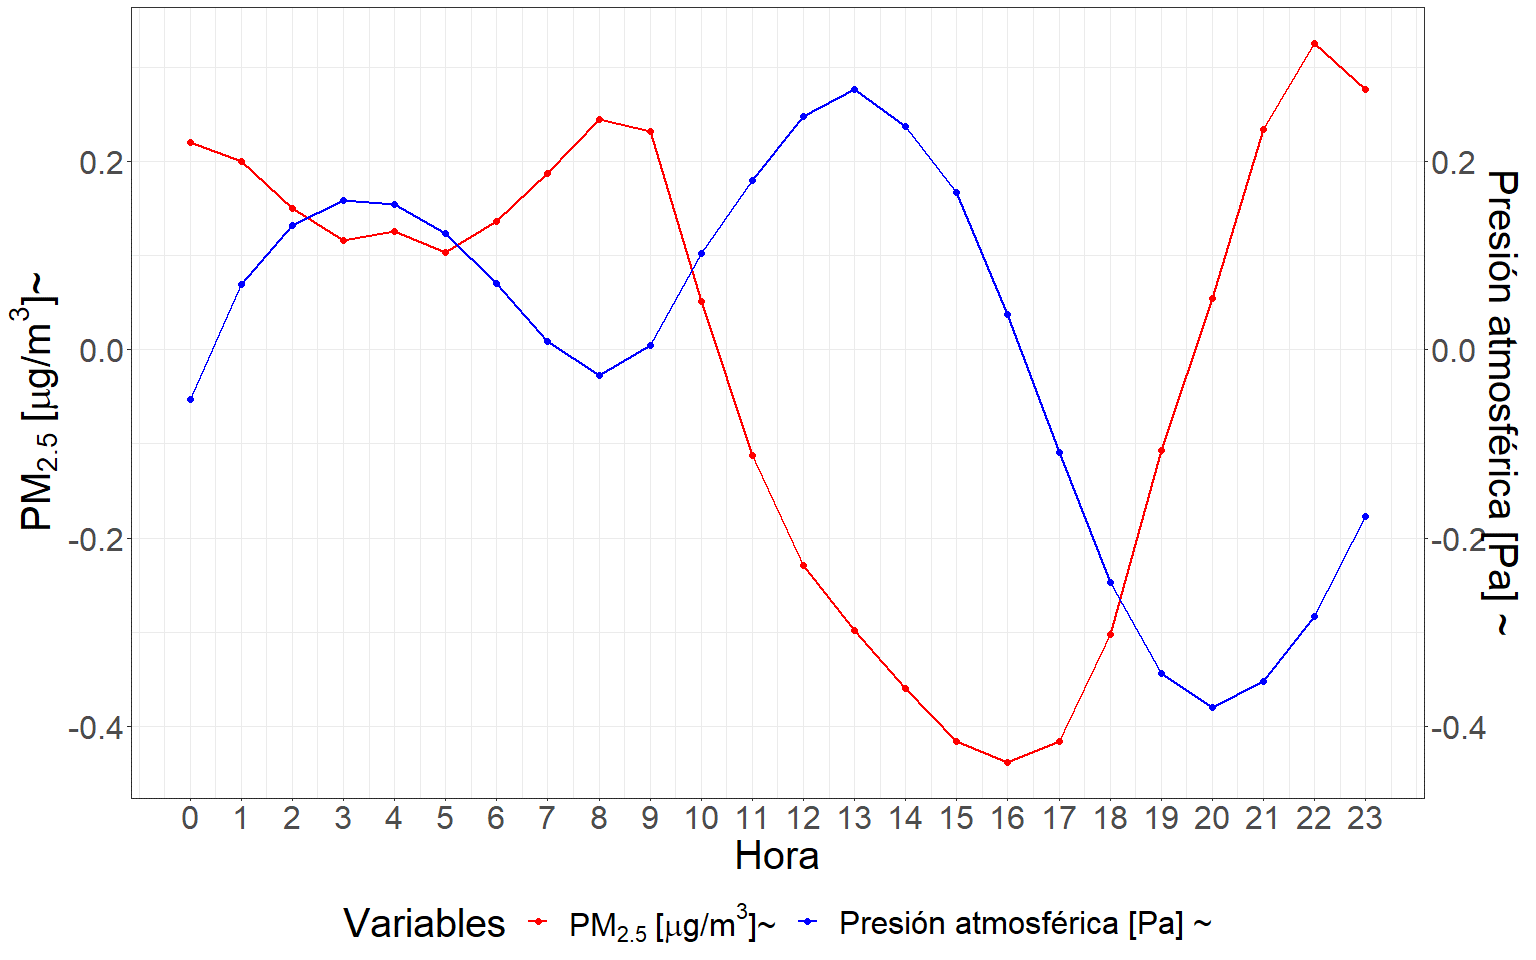 PM2.5 [μg/m3]~
0.2
0.0
-0.2
-0.4
0.2
0.0
-0.2
-0.4
Presión atmosférica [Pa] ~
0 1 2 3 4 5 6 7 8 9 10 11 12 13 14 15 16 17 18 19 20 21 22 23
Hora
Variables PM2.5 [μg/m3]~ Presión atmosférica [Pa] ~